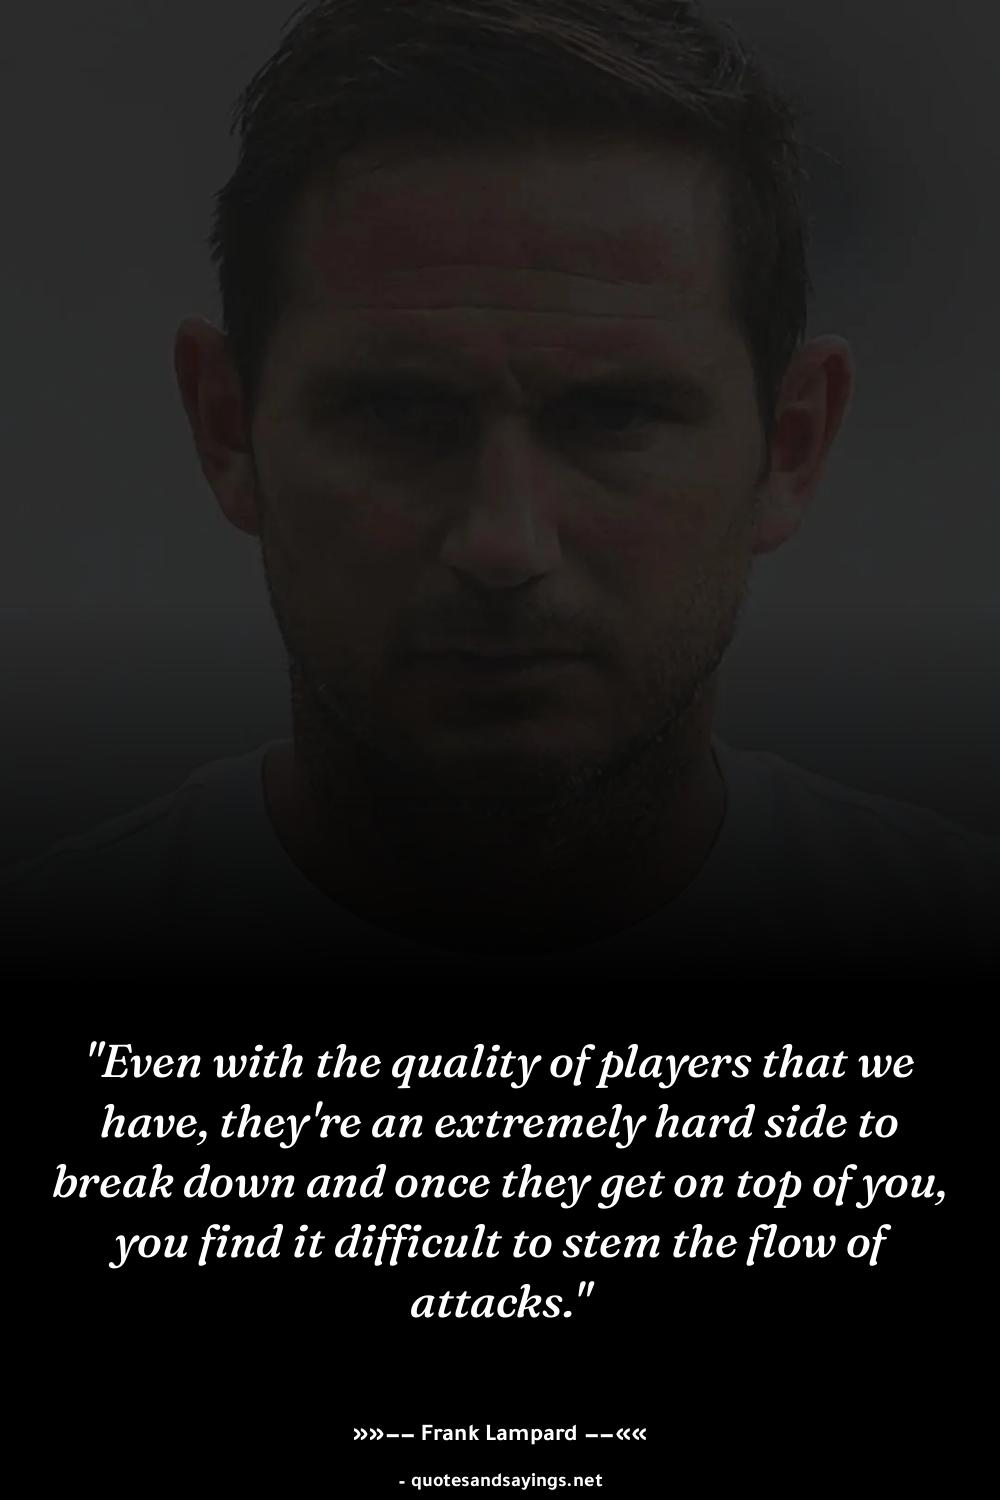 "Even with the quality of players that we
have, they're an extremely hard side to
break down and once they get on top of you,
you find it difficult to stem the flow of
attacks."
»»−− Frank Lampard −−««
- quotesandsayings.net